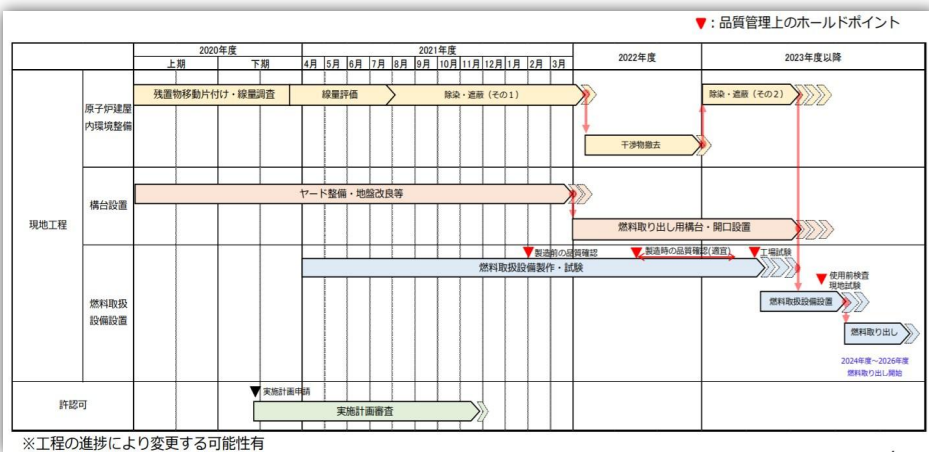 ▼：品質管理上のホールドポイント
2020年度 2021年度 2022年度 2023年度以降
上期 下期 4月 5月 6月 7月 8月 9月 10月 11月 12月 1月 2月 3月
現地工程
原子炉建屋
内環境整備
残置物移動片付け・線量調査 線量評価 除染・遮蔽（その１） 除染・遮蔽（その２）
干渉物撤去
構台設置
ヤード整備・地盤改良等
燃料取り出し用構台・開口設置
燃料取扱
設備設置
▼製造前の品質確認 ▼製造時の品質確認(適宜) ▼工場試験
燃料取扱設備製作・試験
▼使用前検査
現地試験
燃料取扱設備設置
燃料取り出し
2024年度～2026年度
燃料取り出し開始
許認可
▼実施計画申請
実施計画審査
※工程の進捗により変更する可能性有